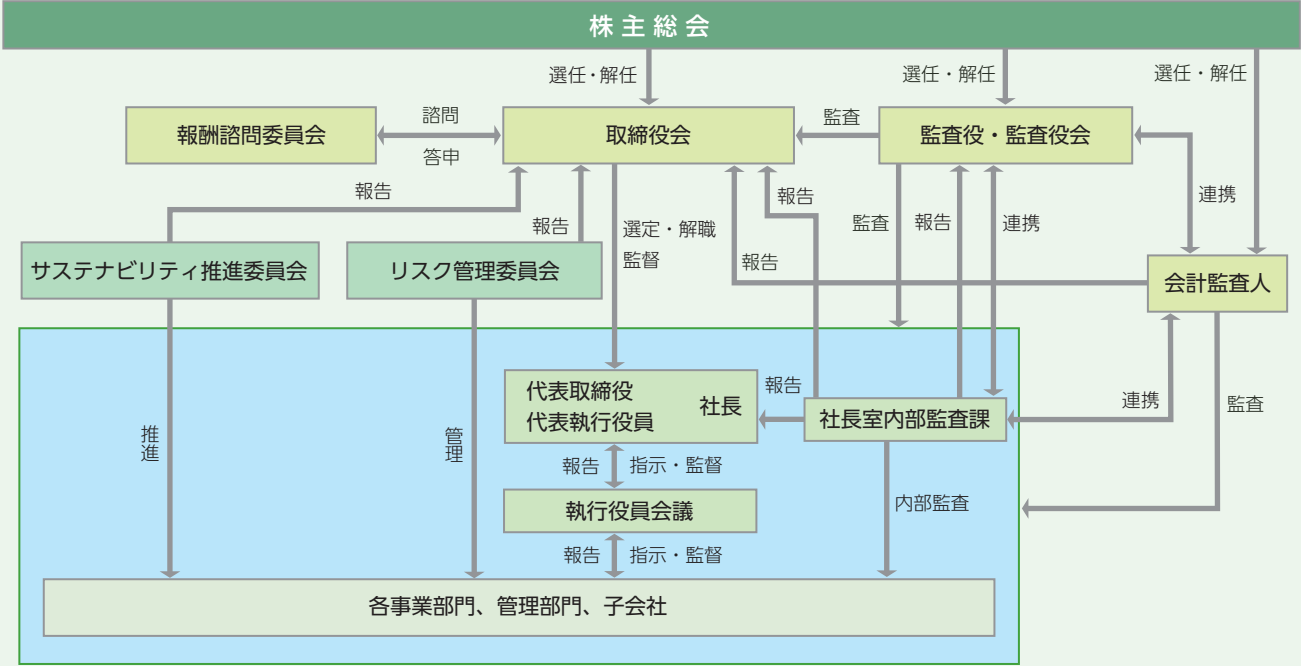 株主総会
選任・解任
選任・解任
選任・解任
報酬諮問委員会
諮問
答申
取締役会
監査
監査役・監査役会
報告
報告
選定・解職
監督
報告
報告
監査
報告
連携
連携
サステナビリティ推進委員会
リスク管理委員会
会計監査人
代表取締役
代表執行役員
社長
報告
社長室内部監査課
連携
監査
推進
管理
報告
指示・監督
執行役員会議
内部監査
報告
指示・監督
各事業部門、管理部門、子会社